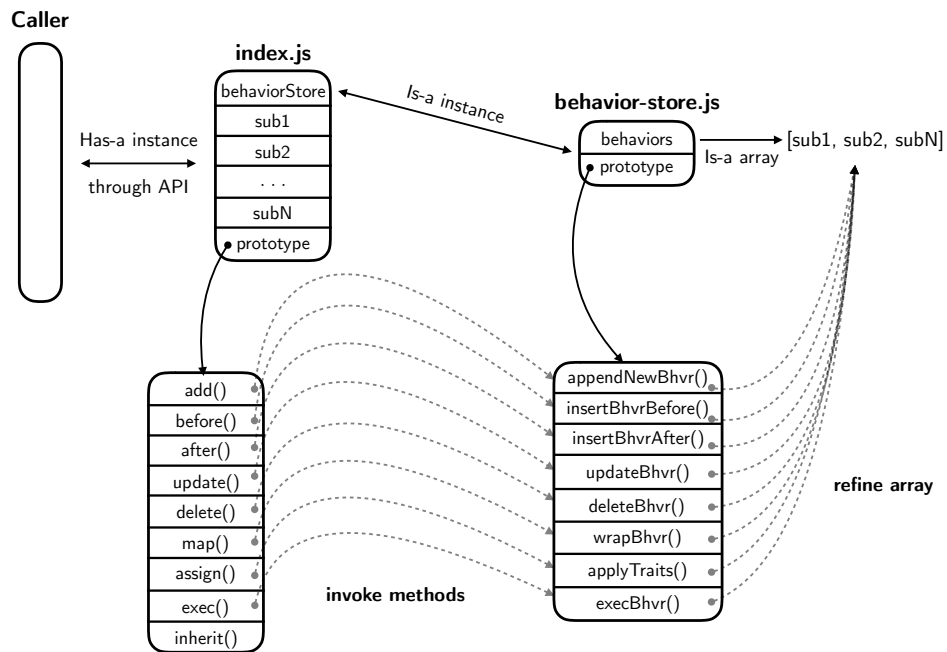 Caller
index.js
behaviorStore
sub1
sub2
. . .
subN
prototype
Has-a instance
through API
Is-a instance
behavior-store.js
behaviors
prototype
Is-a array
[sub1, sub2, subN]
add()
before()
after()
update()
delete()
map()
assign()
exec()
inherit()
invoke methods
appendNewBhvr()
insertBhvrBefore()
insertBhvrAfter()
updateBhvr()
deleteBhvr()
wrapBhvr()
applyTraits()
execBhvr()
refine array